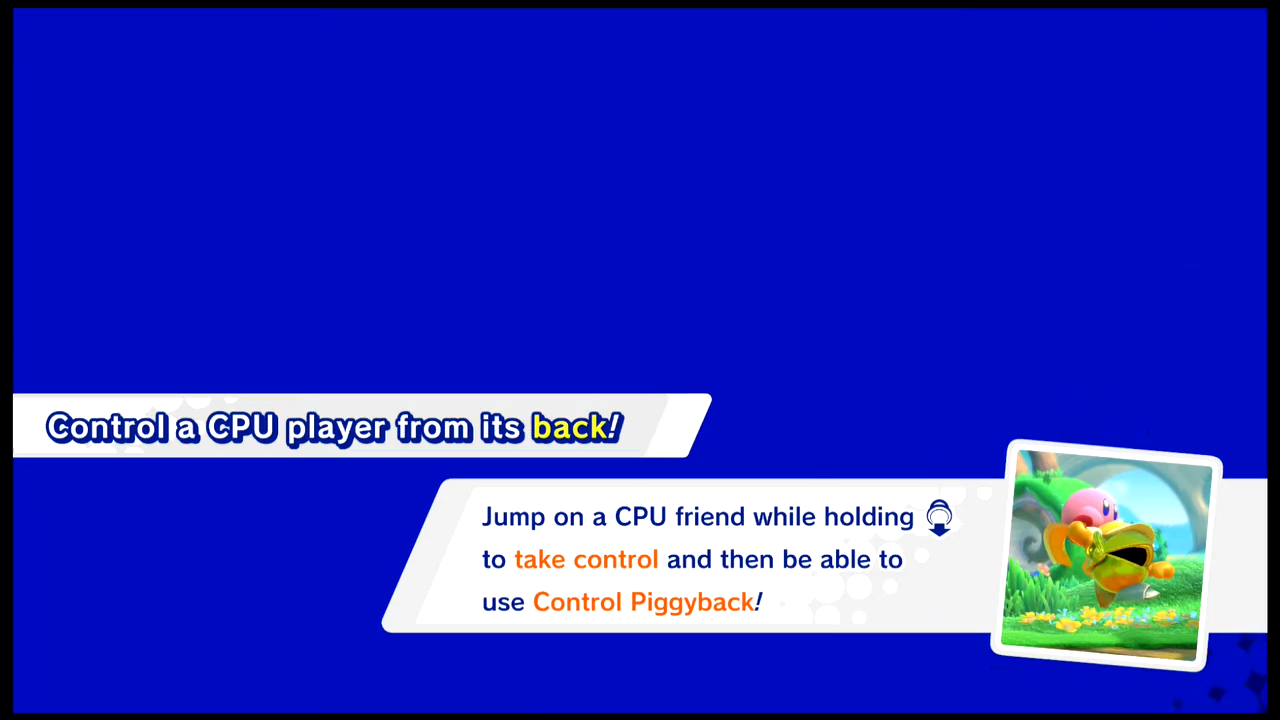 Control a CPU player from its back!
Jump on a CPU friend while holding
to take control and then be able to
use Control Piggyback!